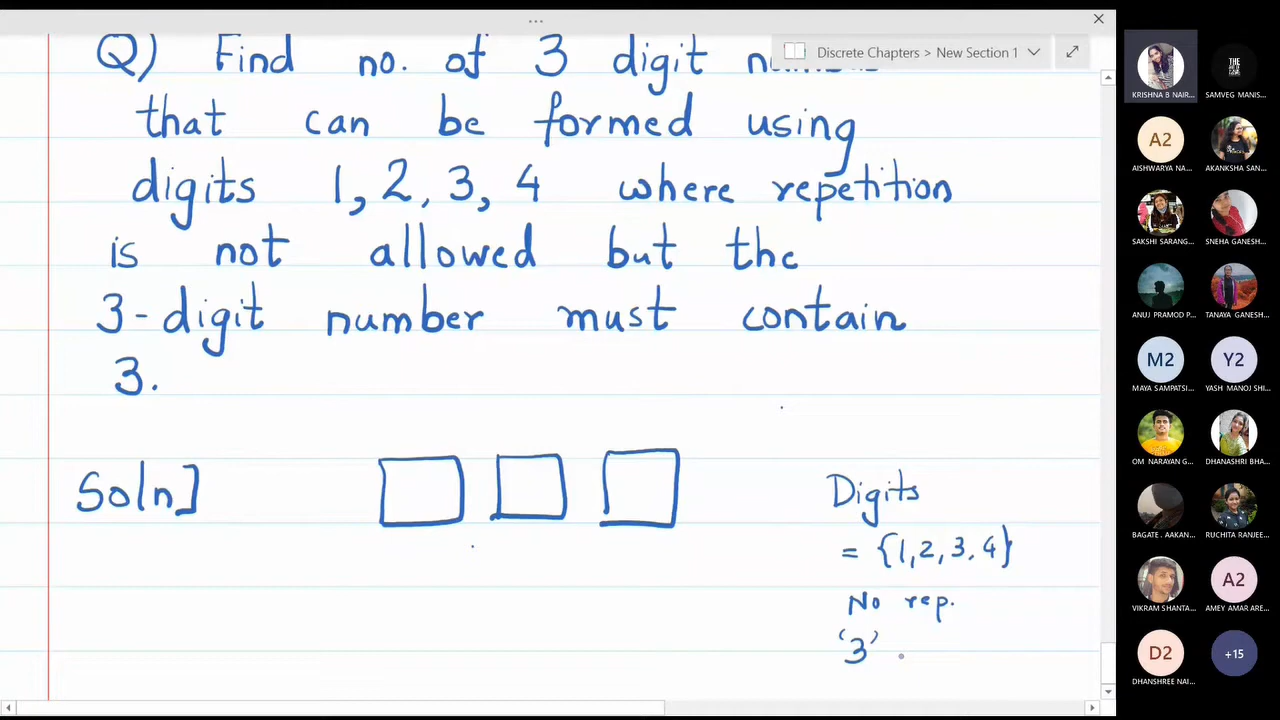 Q) Find no. of 3 digit
Discrete Chapters > New Section 1
that can be formed using
digits 1, 2, 3, 4 where repetition
is not allowed but the
3-digit number must contain
3.
Soln]
Digits
= {1,2,3.4}
No rep.
'3'
KRISHNA B NAIR...
SAMVEG MANIS...
A2
AISHWARYA NA...
AKANKSHA SAN...
SAKSHI SARANG...
SNEHA GANESH...
ANUJ PRAMOD P...
TANAYA GANESH...
M2
MAYA SAMPATSI...
Y2
YASH MANOJ SHI...
OM NARAYAN G...
DHANASHRI BHA...
BAGATE . AAKAN...
RUCHITA RANJEE...
VIKRAM SHANTA...
A2
AMEY AMAR ARE...
D2
DHANSHREE NAI...
+15